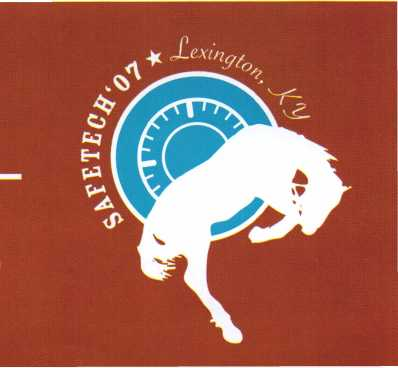 SAFETECH '07 ★ Lexington, KY